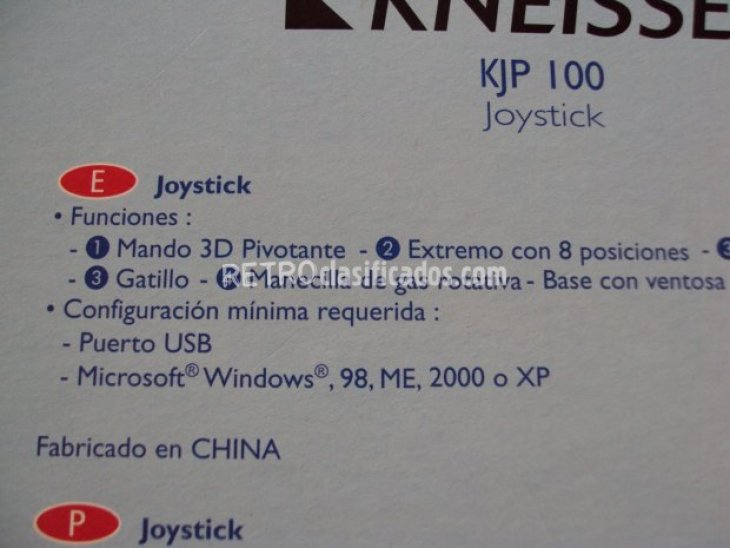 KNEISSE
KJP 100
Joystick
E Joystick
• Funciones :
- 1 Mando 3D Pivotante - 2 Extremo con 8 posiciones - 3
- 3 Gatillo - 4 Manecilla de gas rotativa - Base con ventosa
RETROclasificados.com
• Configuración mínima requerida :
- Puerto USB
- Microsoft® Windows®, 98, ME, 2000 o XP
Fabricado en CHINA
P Joystick